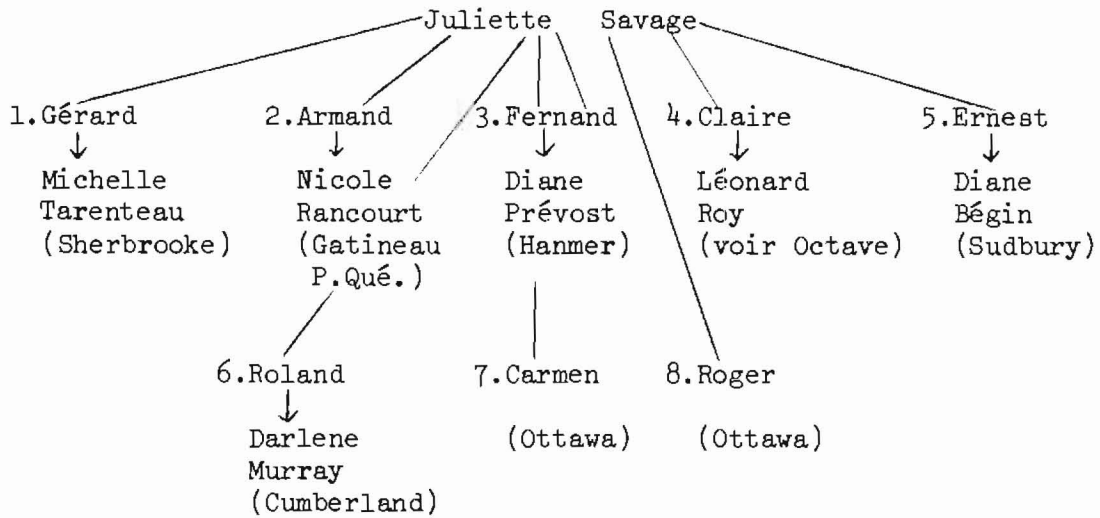 Juliette Savage
1.Gérard 2.Armand 3.Fernand 4.Claire 5.Ernest
Michelle Nicole Diane Léonard Diane
Tarenteau Rancourt Prévost Roy Bégin
(Sherbrooke) (Gatineau (Hanmer) (voir Octave) (Sudbury)
P.Qué.)
6.Roland 7.Carmen 8.Roger
Darlene (Ottawa) (Ottawa)
Murray
(Cumberland)